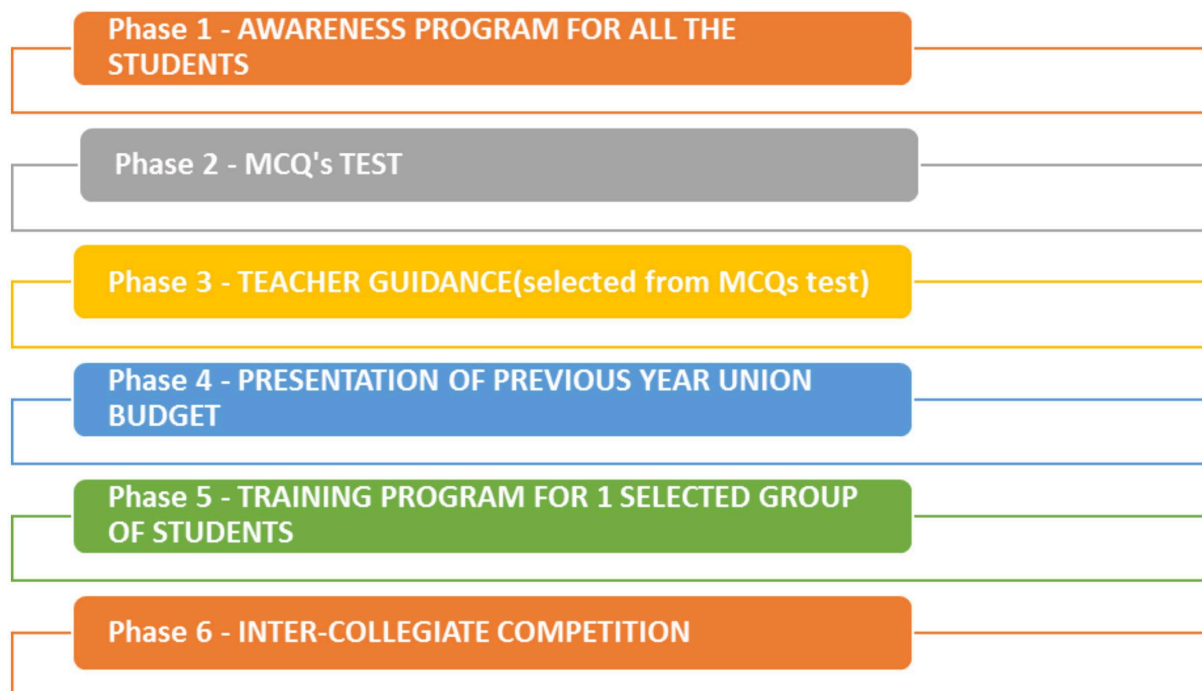 Phase 1 - AWARENESS PROGRAM FOR ALL THE
STUDENTS
Phase 2 - MCQ's TEST
Phase 3 - TEACHER GUIDANCE(selected from MCQs test)
Phase 4 - PRESENTATION OF PREVIOUS YEAR UNION
BUDGET
Phase 5 - TRAINING PROGRAM FOR 1 SELECTED GROUP
OF STUDENTS
Phase 6 - INTER-COLLEGIATE COMPETITION